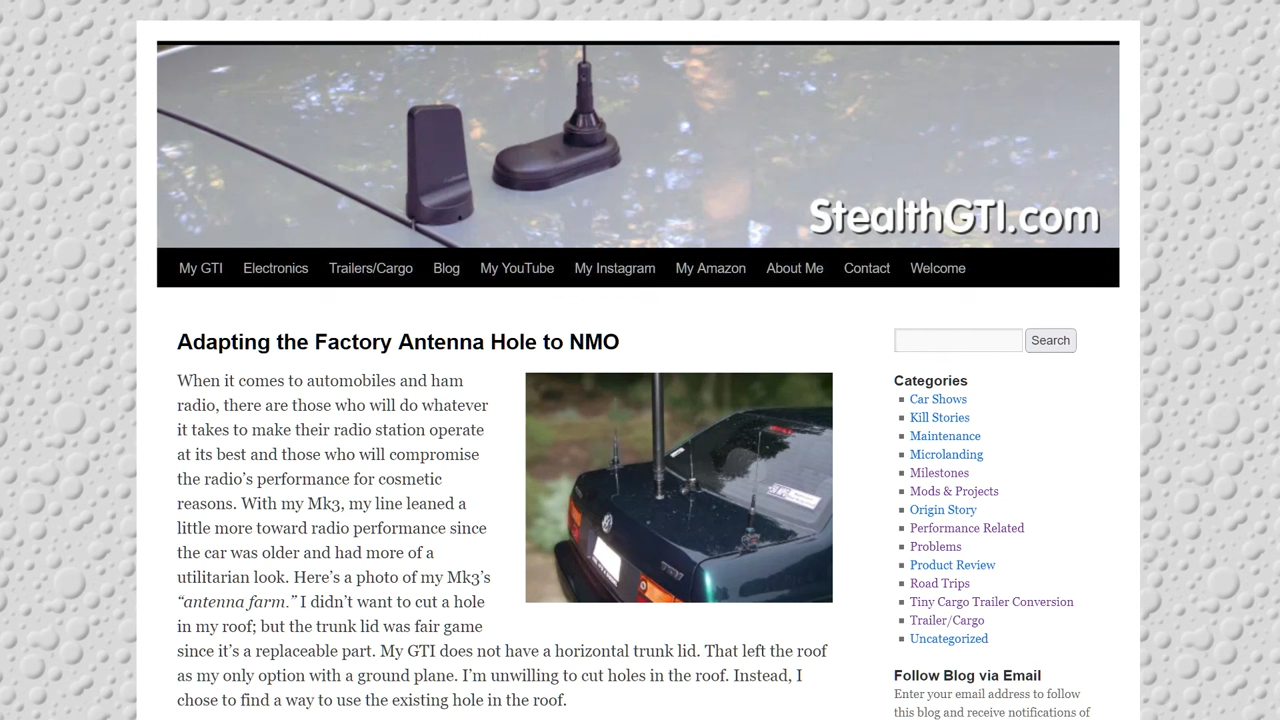 StealthGTI.com
My GTI Electronics Trailers/Cargo Blog My YouTube My Instagram My Amazon About Me Contact Welcome
Adapting the Factory Antenna Hole to NMO
When it comes to automobiles and ham
radio, there are those who will do whatever
it takes to make their radio station operate
at its best and those who will compromise
the radio’s performance for cosmetic
reasons. With my Mk3, my line leaned a
little more toward radio performance since
the car was older and had more of a
utilitarian look. Here’s a photo of my Mk3’s
“antenna farm.” I didn’t want to cut a hole
in my roof; but the trunk lid was fair game
since it’s a replaceable part. My GTI does not have a horizontal trunk lid. That left the roof
as my only option with a ground plane. I’m unwilling to cut holes in the roof. Instead, I
chose to find a way to use the existing hole in the roof.
Search
Categories
Car Shows
Kill Stories
Maintenance
Microlanding
Milestones
Mods & Projects
Origin Story
Performance Related
Problems
Product Review
Road Trips
Tiny Cargo Trailer Conversion
Trailer/Cargo
Uncategorized
Follow Blog via Email
Enter your email address to follow
this blog and receive notifications of